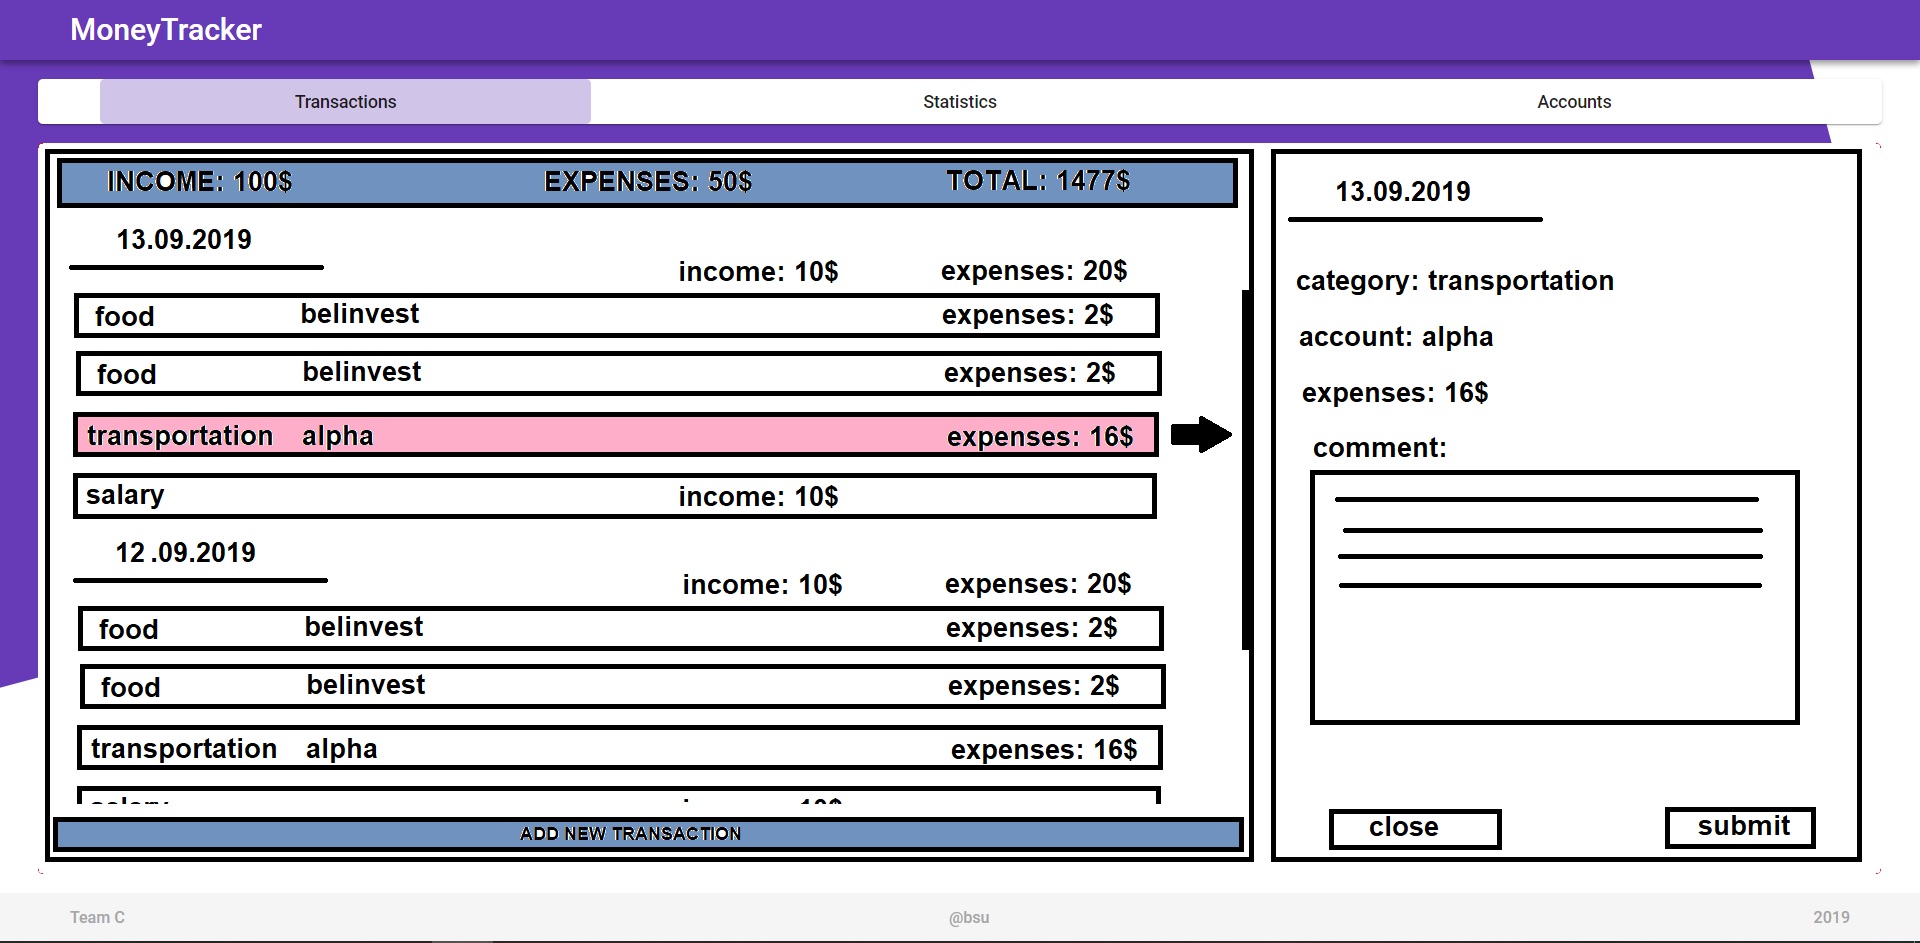 MoneyTracker
Transactions Statistics Accounts
INCOME: 100$ EXPENSES: 50$ TOTAL: 1477$
13.09.2019
income: 10$ expenses: 20$
food belinvest expenses: 2$
food belinvest expenses: 2$
transportation alpha expenses: 16$
salary income: 10$
12.09.2019
income: 10$ expenses: 20$
food belinvest expenses: 2$
food belinvest expenses: 2$
transportation alpha expenses: 16$
ADD NEW TRANSACTION
13.09.2019
category: transportation
account: alpha
expenses: 16$
comment:
close submit
Team C @bsu 2019